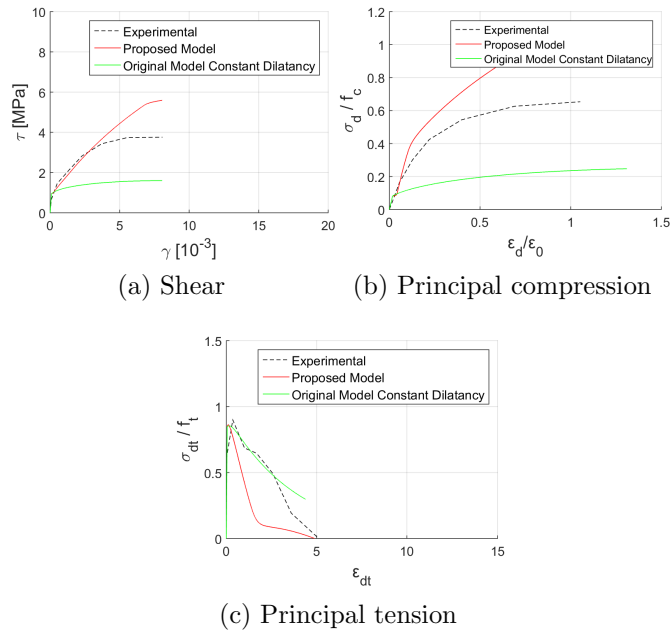 10
8
6
4
2
0
τ [MPa]
0 5 10 15 20
γ [10⁻³]
Experimental
Proposed Model
Original Model Constant Dilatancy
(a) Shear
1.2
1
0.8
0.6
0.4
0.2
0
σd / fc
0 0.5 1 1.5
εd/ε0
Experimental
Proposed Model
Original Model Constant Dilatancy
(b) Principal compression
1.5
1
0.5
0
σdt / ft
0 5 10 15
εdt
Experimental
Proposed Model
Original Model Constant Dilatancy
(c) Principal tension